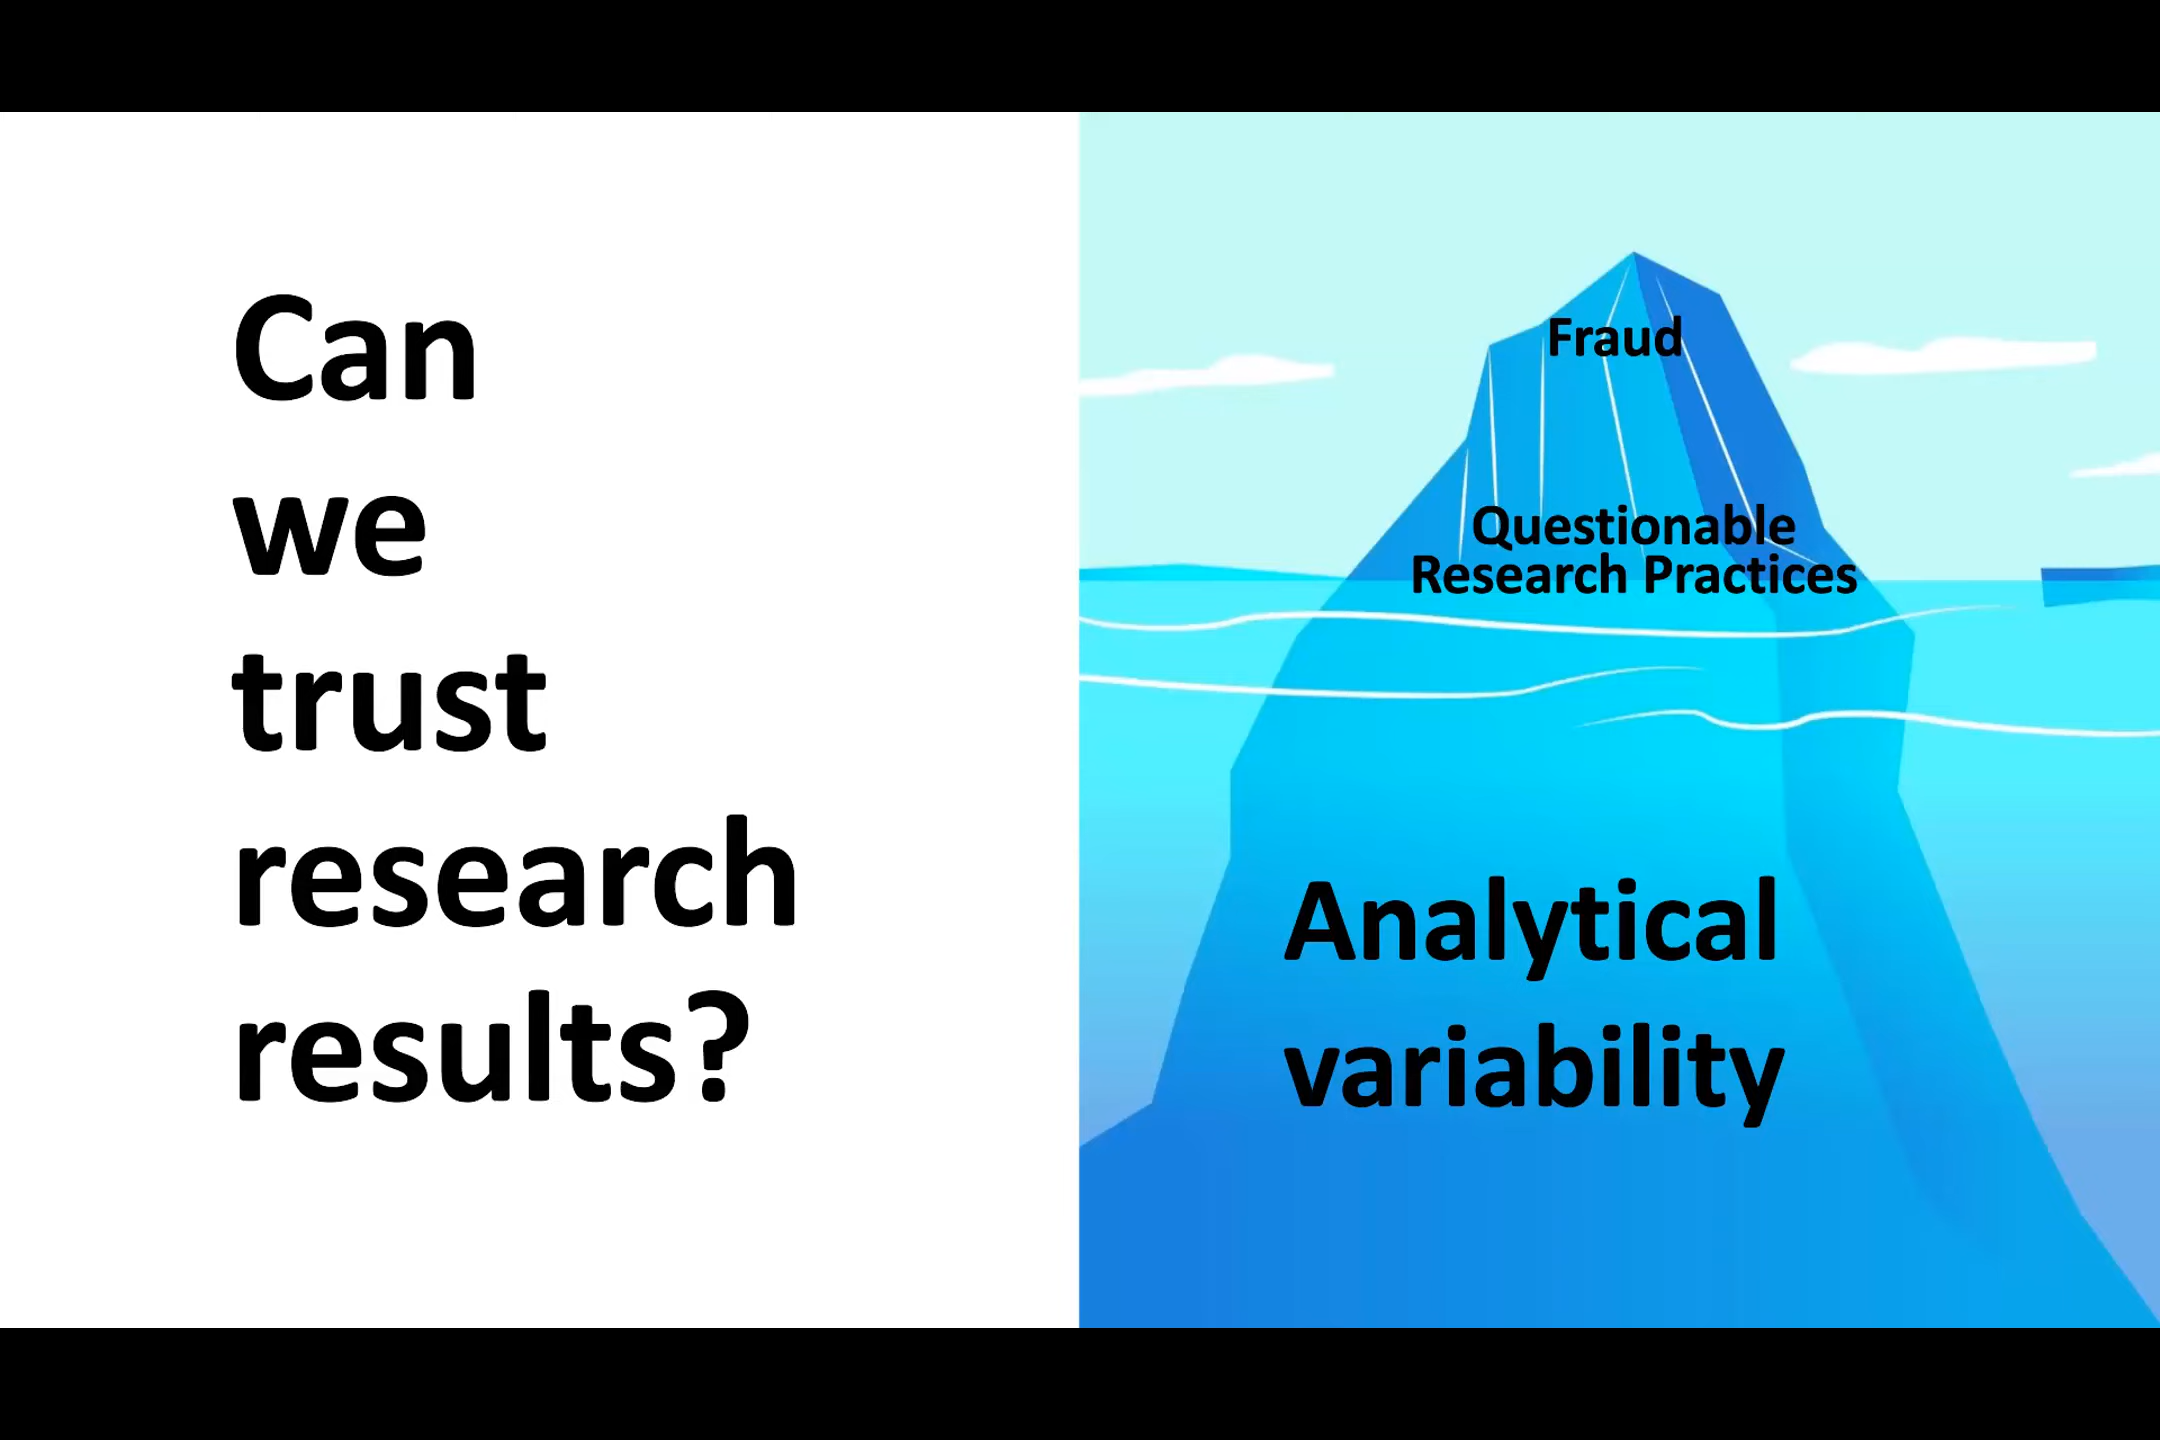 Can
we
trust
research
results?
Fraud
Questionable
Research Practices
Analytical
variability